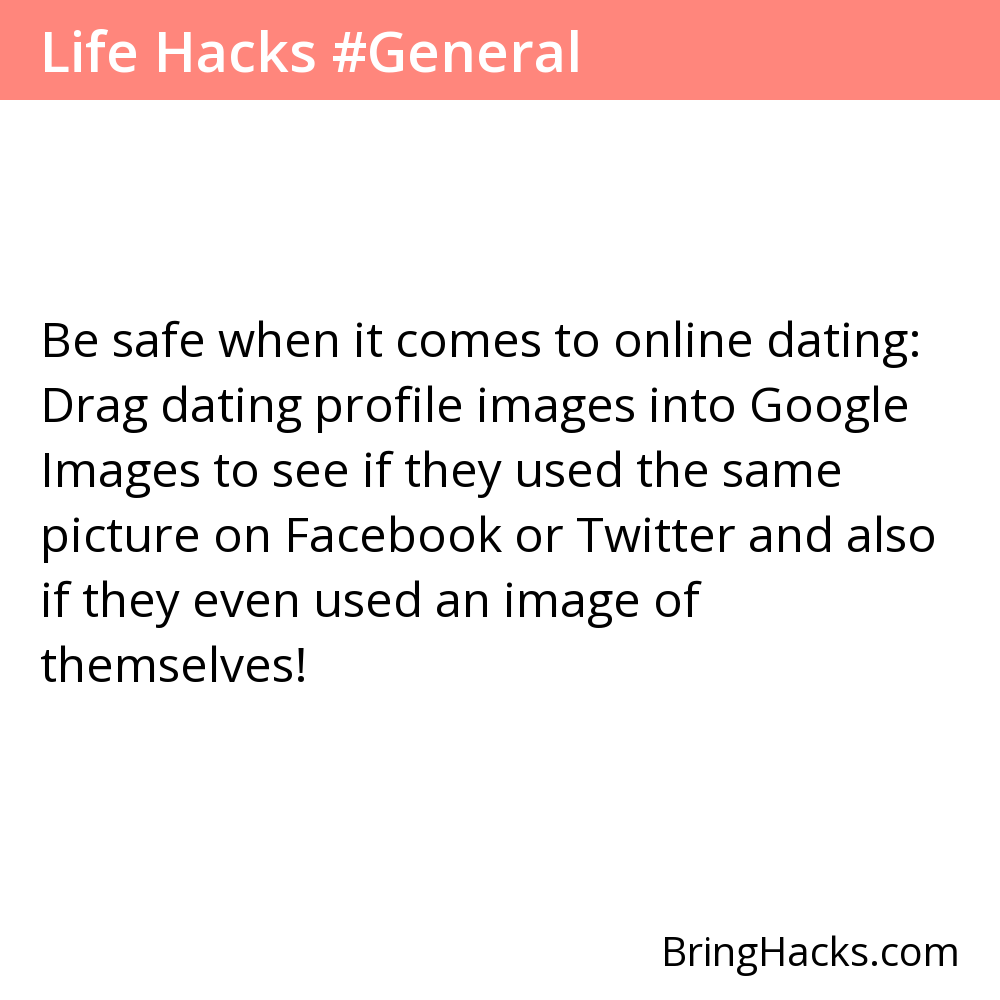 Life Hacks #General
Be safe when it comes to online dating:
Drag dating profile images into Google
Images to see if they used the same
picture on Facebook or Twitter and also
if they even used an image of
themselves!
BringHacks.com